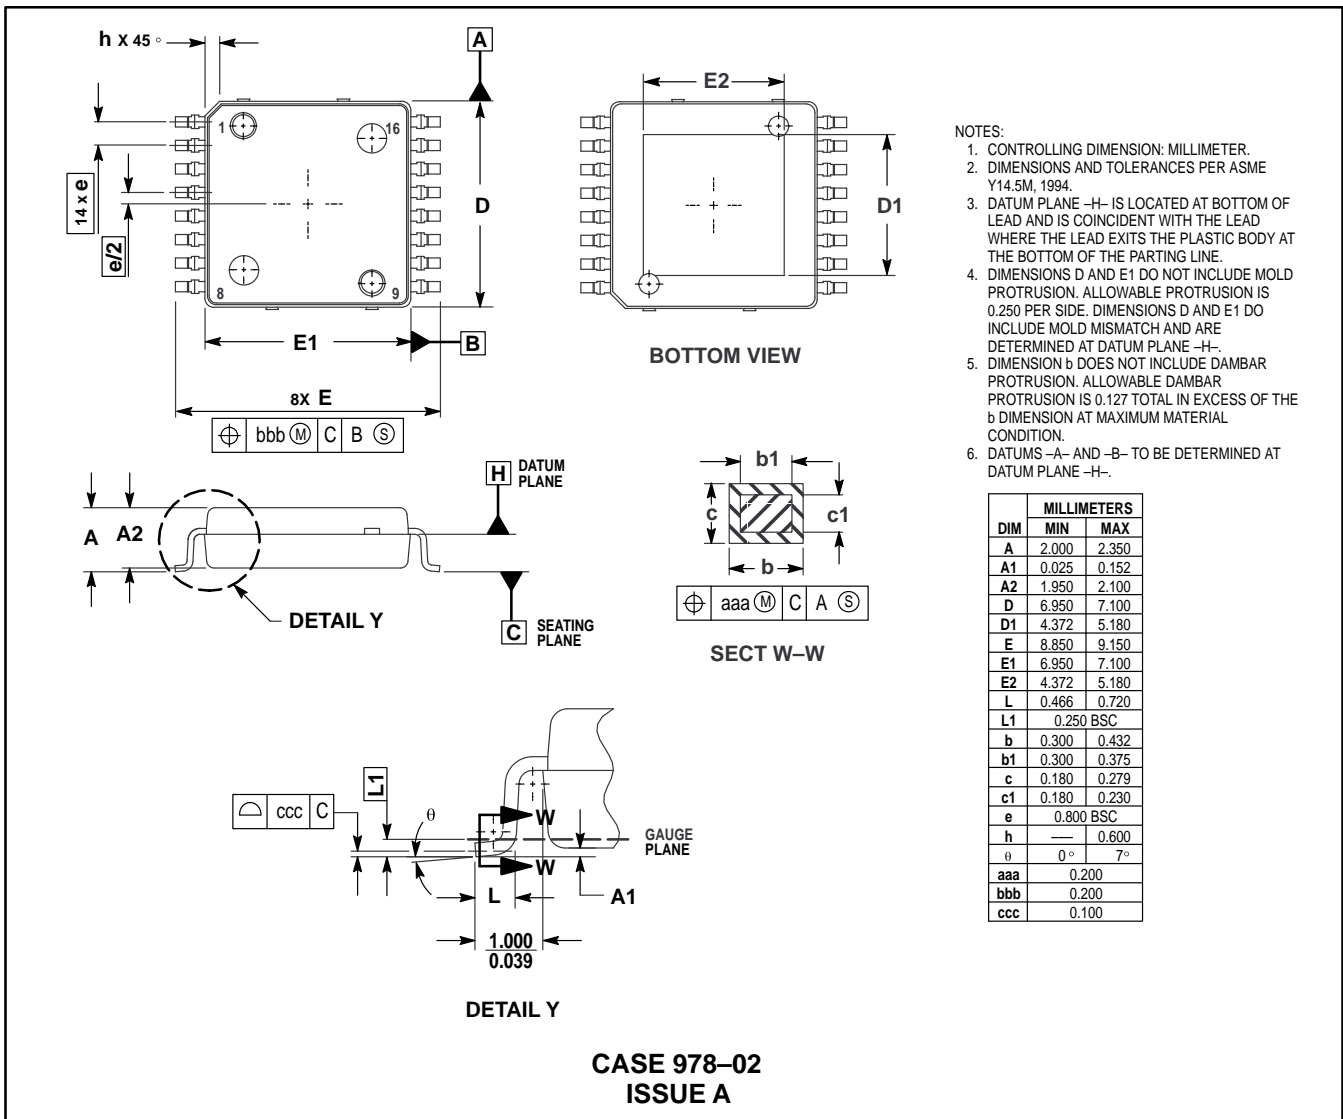 h X 45 °
A
E2
1
16
14 x e
e/2
D
D1
8
9
E1
B
BOTTOM VIEW
8X E
⌖ bbb Ⓜ C B Ⓢ
NOTES:
1. CONTROLLING DIMENSION: MILLIMETER.
2. DIMENSIONS AND TOLERANCES PER ASME
Y14.5M, 1994.
3. DATUM PLANE –H– IS LOCATED AT BOTTOM OF
LEAD AND IS COINCIDENT WITH THE LEAD
WHERE THE LEAD EXITS THE PLASTIC BODY AT
THE BOTTOM OF THE PARTING LINE.
4. DIMENSIONS D AND E1 DO NOT INCLUDE MOLD
PROTRUSION. ALLOWABLE PROTRUSION IS
0.250 PER SIDE. DIMENSIONS D AND E1 DO
INCLUDE MOLD MISMATCH AND ARE
DETERMINED AT DATUM PLANE –H–.
5. DIMENSION b DOES NOT INCLUDE DAMBAR
PROTRUSION. ALLOWABLE DAMBAR
PROTRUSION IS 0.127 TOTAL IN EXCESS OF THE
b DIMENSION AT MAXIMUM MATERIAL
CONDITION.
6. DATUMS –A– AND –B– TO BE DETERMINED AT
DATUM PLANE –H–.
A
A2
H DATUM
PLANE
DETAIL Y
C SEATING
PLANE
b1
c
c1
b
⌖ aaa Ⓜ C A Ⓢ
SECT W–W
MILLIMETERS
DIM MIN MAX
A 2.000 2.350
A1 0.025 0.152
A2 1.950 2.100
D 6.950 7.100
D1 4.372 5.180
E 8.850 9.150
E1 6.950 7.100
E2 4.372 5.180
L 0.466 0.720
L1 0.250 BSC
b 0.300 0.432
b1 0.300 0.375
c 0.180 0.279
c1 0.180 0.230
e 0.800 BSC
h –– 0.600
θ 0 ° 7°
aaa 0.200
bbb 0.200
ccc 0.100
⌓ ccc C
L1
θ
W
W
GAUGE
PLANE
L
A1
1.000
0.039
DETAIL Y
CASE 978–02
ISSUE A